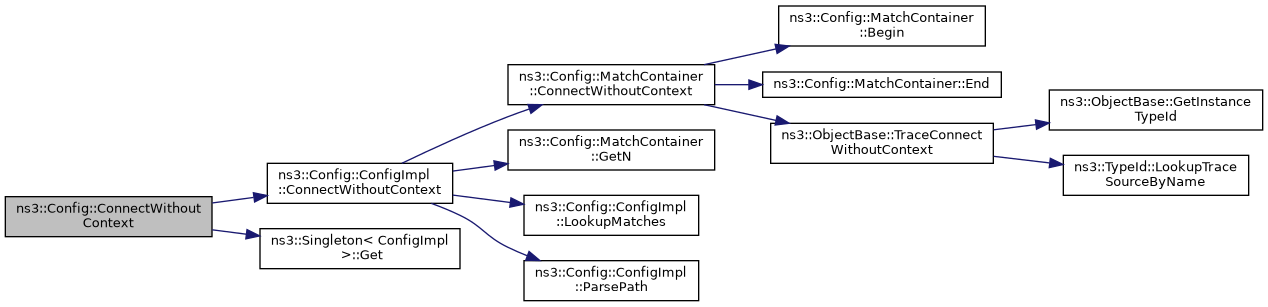 ns3::Config::ConnectWithout
Context
ns3::Config::ConfigImpl
::ConnectWithoutContext
ns3::Singleton< ConfigImpl
>::Get
ns3::Config::MatchContainer
::ConnectWithoutContext
ns3::Config::MatchContainer
::GetN
ns3::Config::ConfigImpl
::LookupMatches
ns3::Config::ConfigImpl
::ParsePath
ns3::Config::MatchContainer
::Begin
ns3::Config::MatchContainer::End
ns3::ObjectBase::TraceConnect
WithoutContext
ns3::ObjectBase::GetInstance
TypeId
ns3::TypeId::LookupTrace
SourceByName